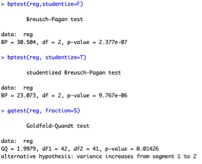 > bptest(reg,studentize=F)
Breusch-Pagan test
data: reg
BP = 30.504, df = 2, p-value = 2.377e-07
> bptest(reg, studentize=T)
studentized Breusch-Pagan test
data: reg
BP = 23.073, df = 2, p-value = 9.767e-06
> gqtest(reg, fraction=5)
Goldfeld-Quandt test
data: reg
GQ = 1.9979, df1 = 42, df2 = 41, p-value = 0.01426
alternative hypothesis: variance increases from segment 1 to 2